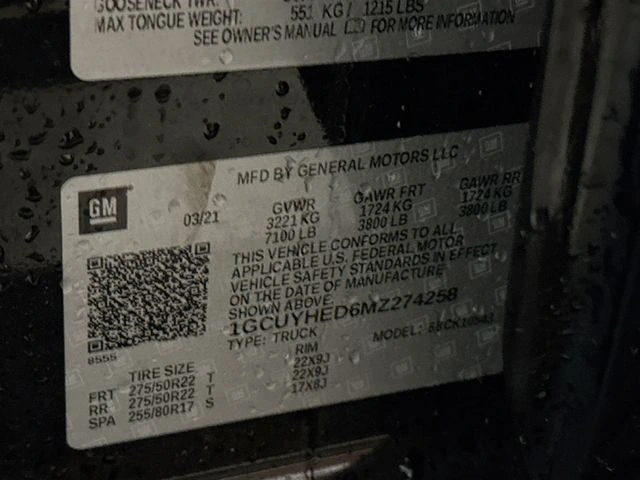 GOOSENECK TWR:
MAX TONGUE WEIGHT: 551 KG/ 1215 LBS
SEE OWNER'S MANUAL FOR MORE INFORMATION
MFD BY GENERAL MOTORS LLC
GM
03/21
GVWR GAWR FRT GAWR RR
3221 KG 1724 KG 1724 KG
7100 LB 3800 LB 3800 LB
THIS VEHICLE CONFORMS TO ALL
APPLICABLE U.S. FEDERAL MOTOR
VEHICLE SAFETY STANDARDS IN EFFECT
ON THE DATE OF MANUFACTURE
SHOWN ABOVE.
1GCUYHED6MZ274258
TYPE: TRUCK MODEL:
8555
TIRE SIZE RIM
FRT 275/50R22 T 22X9J
RR 275/50R22 T 22X9J
SPA 255/80R17 S 17X8J